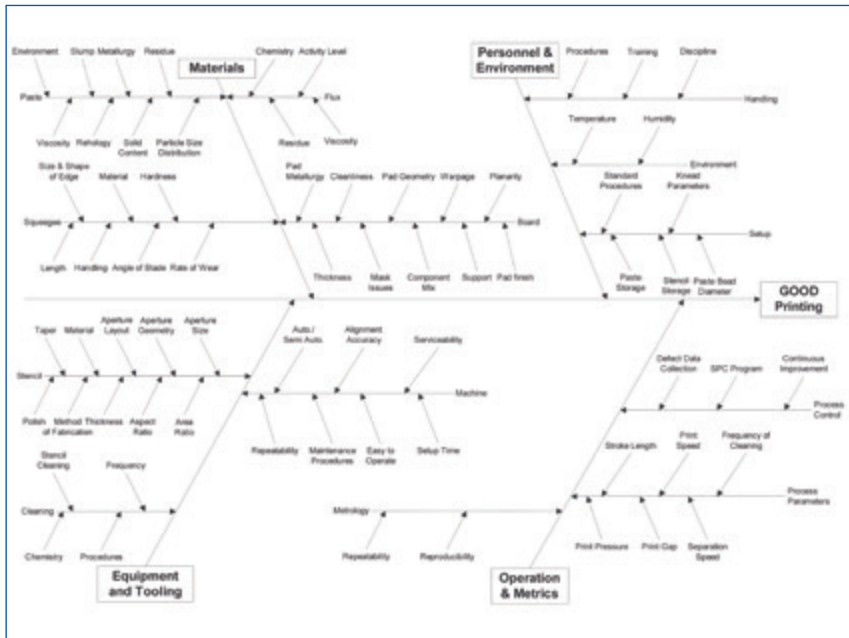 Environment
Slump
Metallurgy
Residue
Chemistry
Activity Level
Materials
Paste
Flux
Viscosity
Rehology
Solid
Content
Particle Size
Distribution
Residue
Viscosity
Personnel &
Environment
Procedures
Training
Discipline
Handling
Temperature
Humidity
Environment
Standard
Procedures
Knead
Parameters
Setup
Paste
Storage
Stencil
Storage
Paste Bead
Diameter
Size & Shape
of Edge
Material
Hardness
Pad
Metallurgy
Cleanliness
Pad Geometry
Warpage
Planarity
Squeegee
Board
Length
Handling
Angle of Blade
Rate of Wear
Thickness
Mask
Issues
Component
Mix
Support
Pad finish
GOOD
Printing
Taper
Material
Aperture
Layout
Aperture
Geometry
Aperture
Size
Auto /
Semi Auto
Alignment
Accuracy
Serviceability
Stencil
Machine
Polish
Method
of Fabrication
Thickness
Aspect
Ratio
Area
Ratio
Repeatability
Maintenance
Procedures
Easy to
Operate
Setup Time
Defect Data
Collection
SPC Program
Continuous
Improvement
Process
Control
Stencil
Cleaning
Frequency
Cleaning
Chemistry
Procedures
Equipment
and Tooling
Stroke Length
Print
Speed
Frequency of
Cleaning
Process
Parameters
Print Pressure
Print Gap
Separation
Speed
Metrology
Repeatability
Reproducibility
Operation
& Metrics